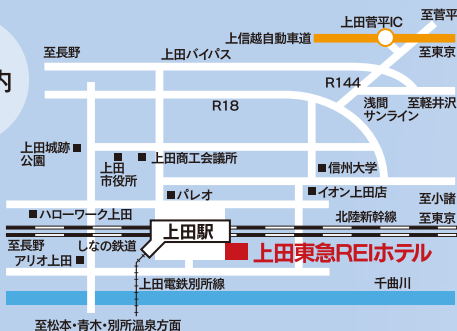 上田菅平IC
至菅平
上信越自動車道
至東京
至長野
上田バイパス
内
R144
R18
浅間
サンライン
至軽井沢
上田城跡
公園
上田
市役所
上田商工会議所
信州大学
パレオ
イオン上田店
至小諸
ハローワーク上田
北陸新幹線
至東京
上田駅
至長野
しなの鉄道
上田東急REIホテル
アリオ上田
上田電鉄別所線
千曲川
至松本・青木・別所温泉方面